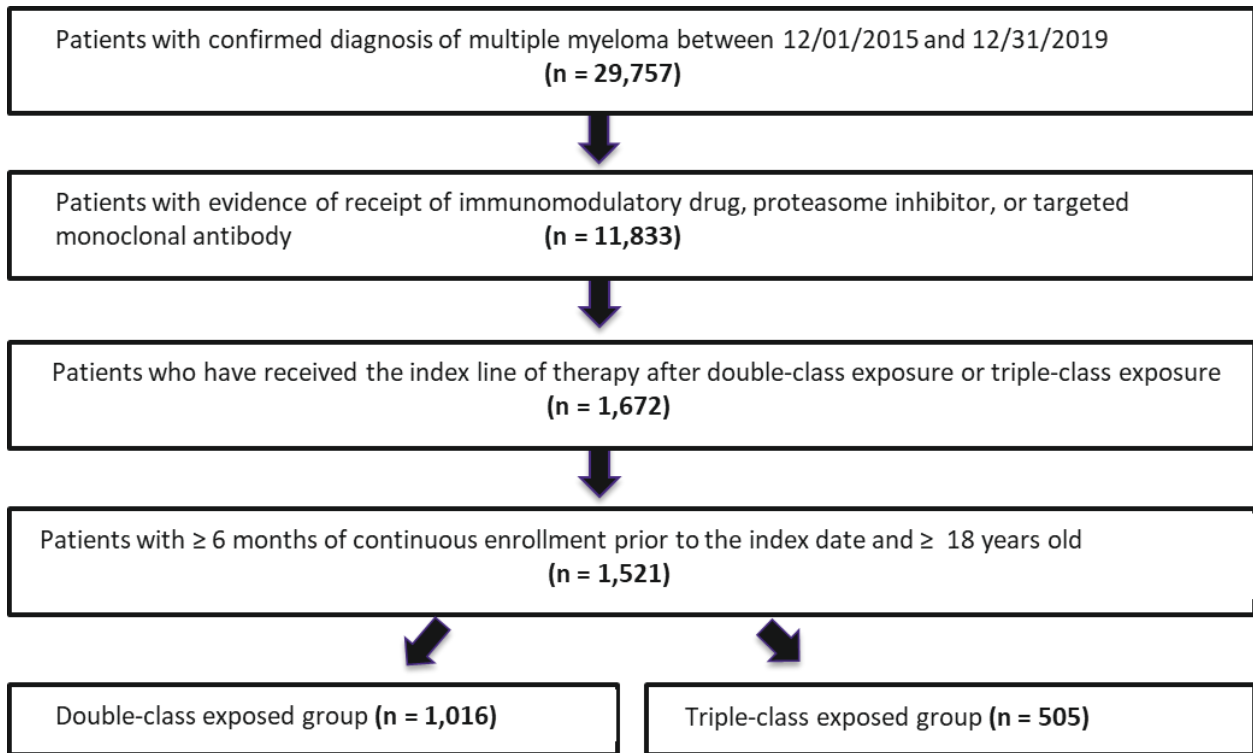 Patients with confirmed diagnosis of multiple myeloma between 12/01/2015 and 12/31/2019
(n = 29,757)
Patients with evidence of receipt of immunomodulatory drug, proteasome inhibitor, or targeted
monoclonal antibody (n = 11,833)
Patients who have received the index line of therapy after double-class exposure or triple-class exposure
(n = 1,672)
Patients with ≥ 6 months of continuous enrollment prior to the index date and ≥ 18 years old
(n = 1,521)
Double-class exposed group (n = 1,016)
Triple-class exposed group (n = 505)